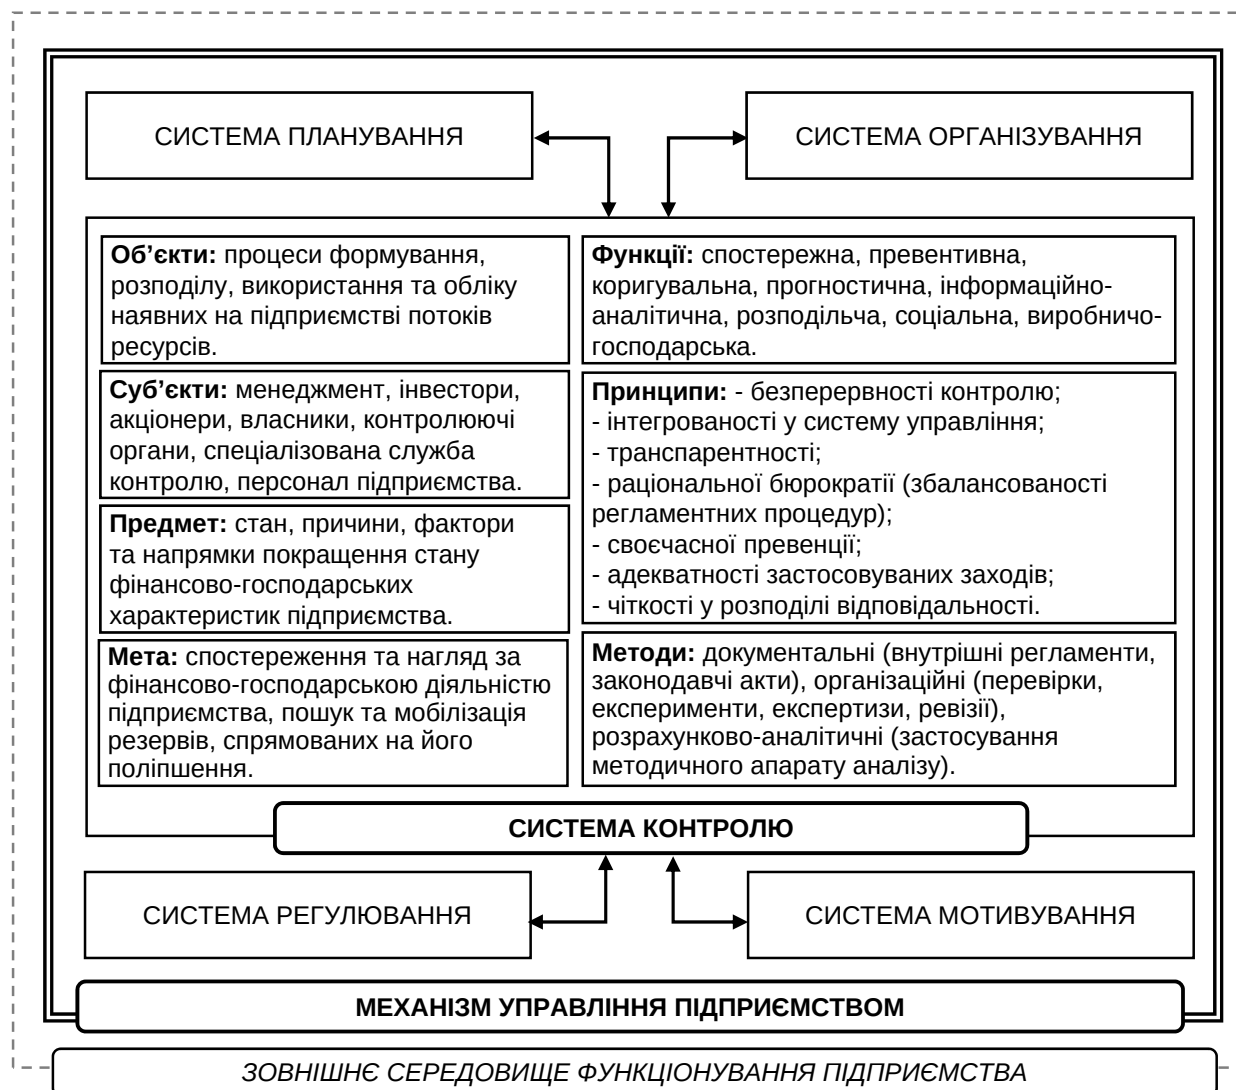 СИСТЕМА ПЛАНУВАННЯ
СИСТЕМА ОРГАНІЗУВАННЯ
Об’єкти: процеси формування,
розподілу, використання та обліку
наявних на підприємстві потоків
ресурсів.
Суб’єкти: менеджмент, інвестори,
акціонери, власники, контролюючі
органи, спеціалізована служба
контролю, персонал підприємства.
Предмет: стан, причини, фактори
та напрямки покращення стану
фінансово-господарських
характеристик підприємства.
Мета: спостереження та нагляд за
фінансово-господарською діяльністю
підприємства, пошук та мобілізація
резервів, спрямованих на його
поліпшення.
Функції: спостережна, превентивна,
коригувальна, прогностична, інформаційно-
аналітична, розподільча, соціальна, виробничо-
господарська.
Принципи: - безперервності контролю;
- інтегрованості у систему управління;
- транспарентності;
- раціональної бюрократії (збалансованості
регламентних процедур);
- своєчасної превенції;
- адекватності застосовуваних заходів;
- чіткості у розподілі відповідальності.
Методи: документальні (внутрішні регламенти,
законодавчі акти), організаційні (перевірки,
експерименти, експертизи, ревізії),
розрахунково-аналітичні (застосування
методичного апарату аналізу).
СИСТЕМА КОНТРОЛЮ
СИСТЕМА РЕГУЛЮВАННЯ
СИСТЕМА МОТИВУВАННЯ
МЕХАНІЗМ УПРАВЛІННЯ ПІДПРИЄМСТВОМ
ЗОВНІШНЄ СЕРЕДОВИЩЕ ФУНКЦІОНУВАННЯ ПІДПРИЄМСТВА